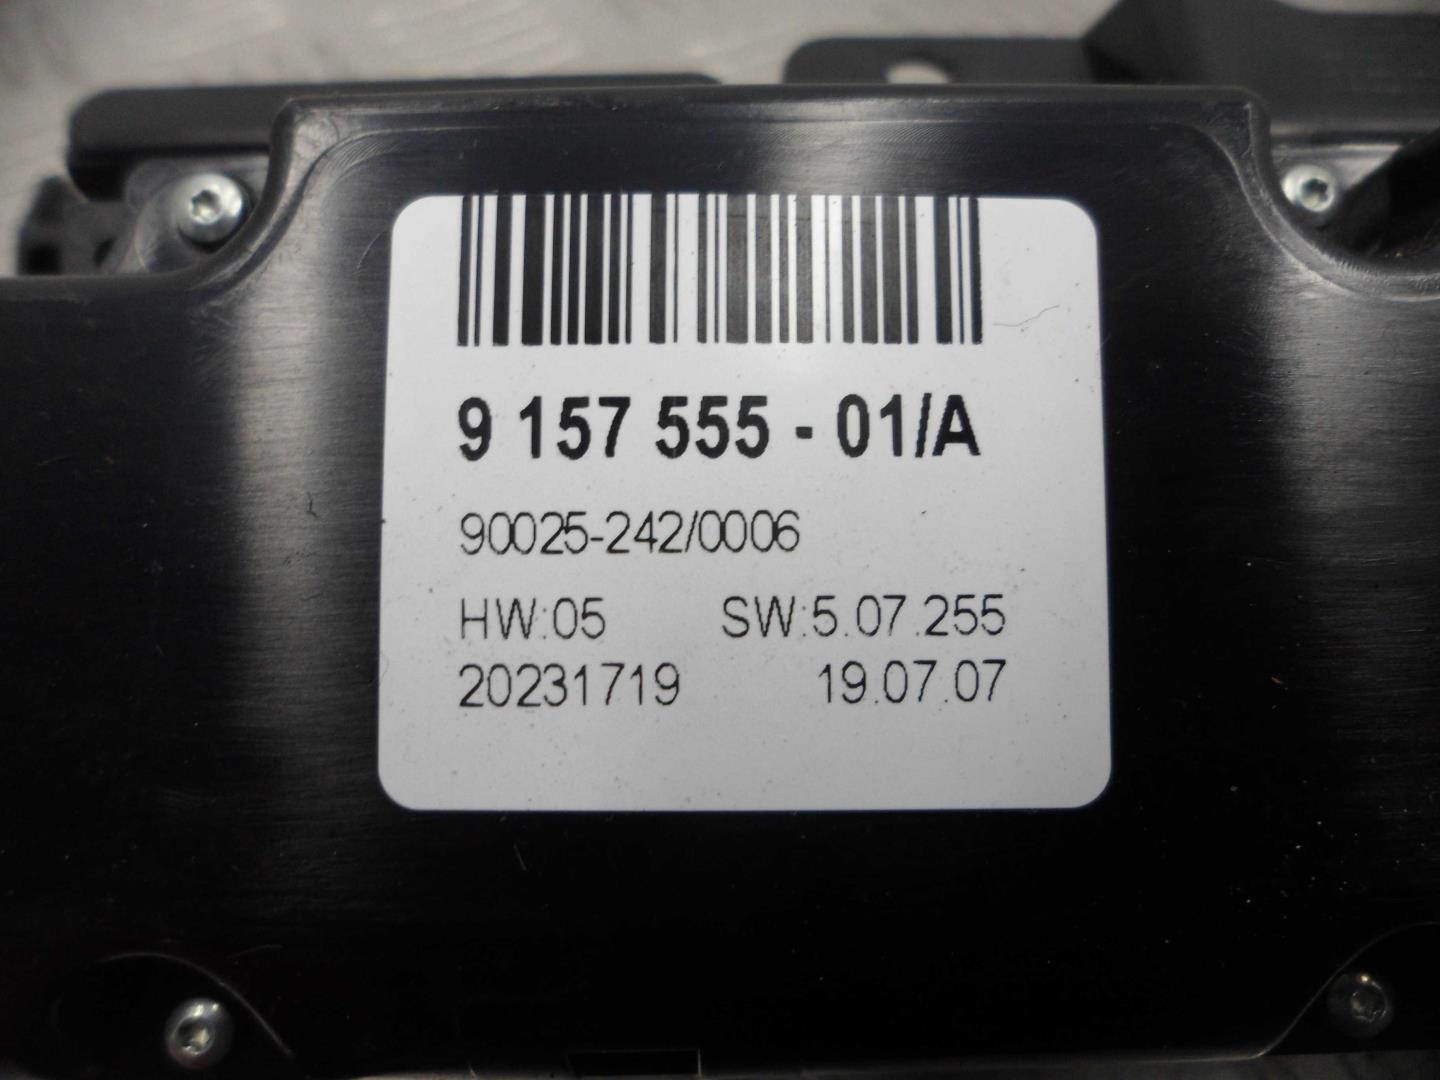 9 157 555 - 01/A
90025-242/0006
HW:05 SW:5.07.255
20231719 19.07.07